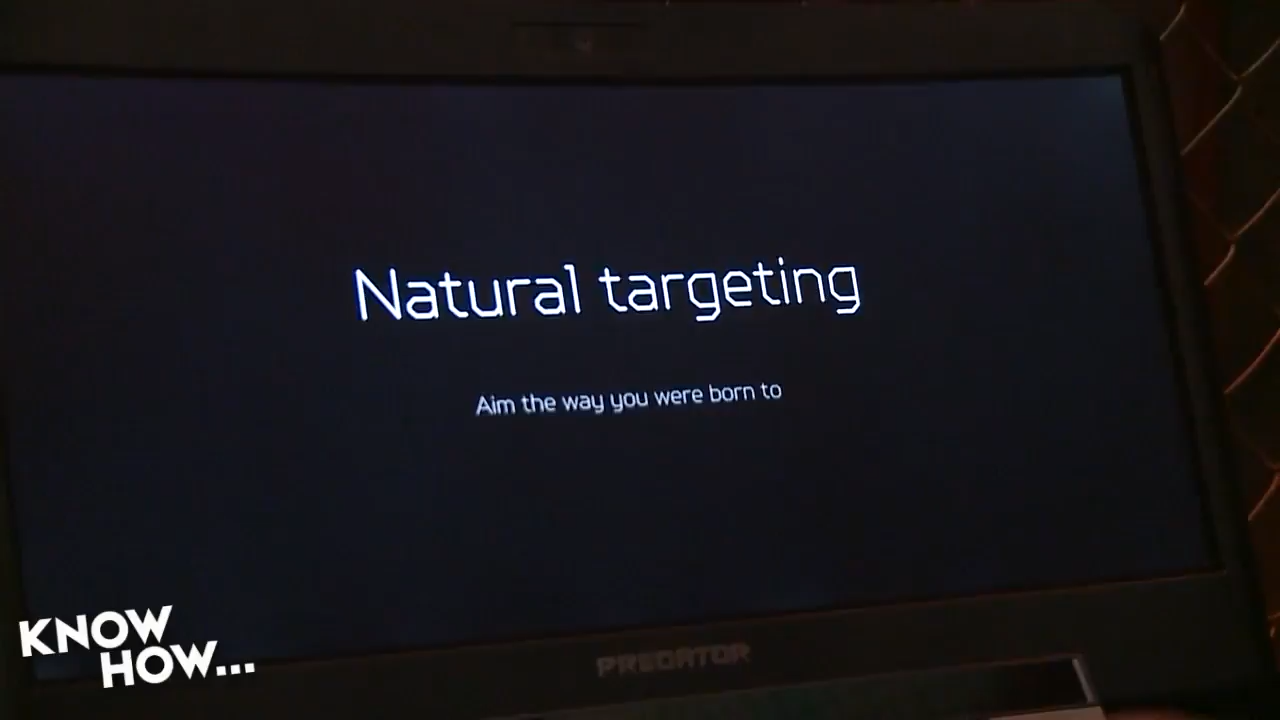 Natural targeting
Aim the way you were born to
PREDATOR
KNOW
HOW...